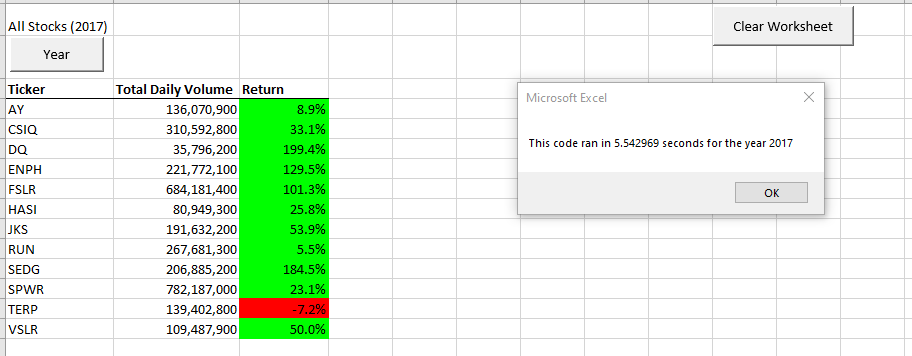 All Stocks (2017)
Clear Worksheet
Year
Ticker Total Daily Volume Return
AY 136,070,900 8.9%
CSIQ 310,592,800 33.1%
DQ 35,796,200 199.4%
ENPH 221,772,100 129.5%
FSLR 684,181,400 101.3%
HASI 80,949,300 25.8%
JKS 191,632,200 53.9%
RUN 267,681,300 5.5%
SEDG 206,885,200 184.5%
SPWR 782,187,000 23.1%
TERP 139,402,800 -7.2%
VSLR 109,487,900 50.0%
Microsoft Excel
This code ran in 5.542969 seconds for the year 2017
OK